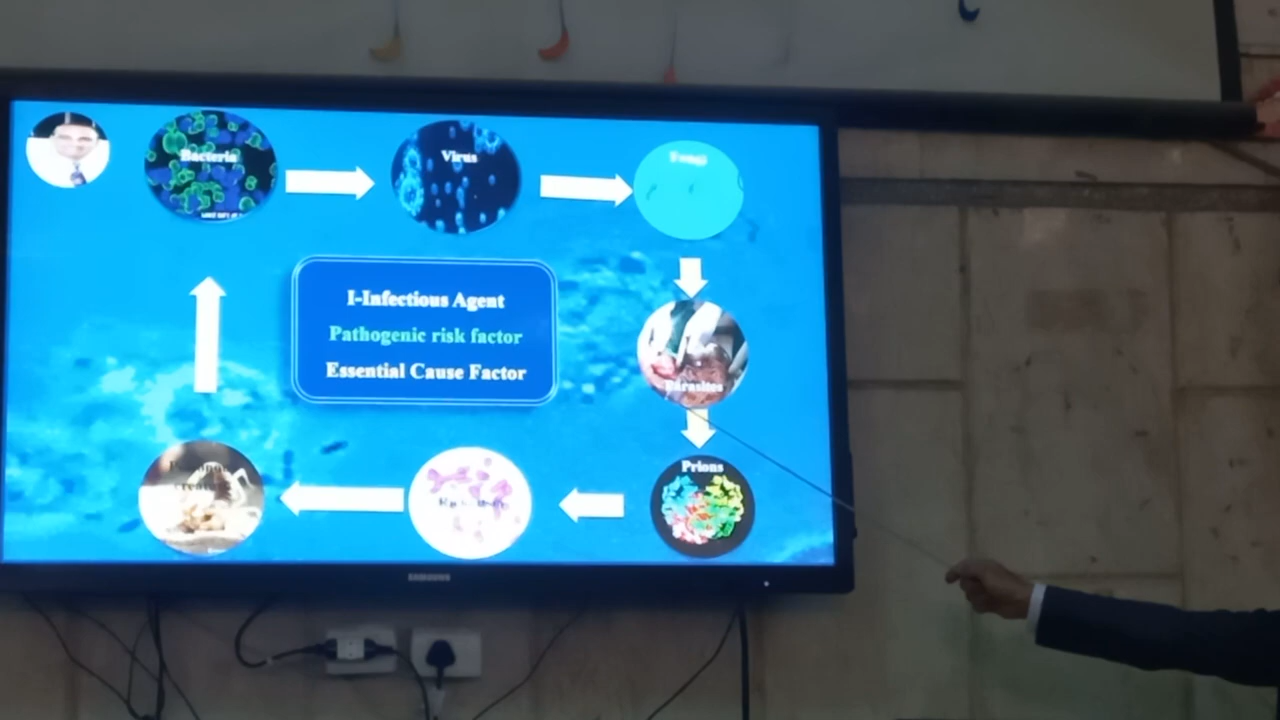 Bacteria
Virus
Fungi
I-Infectious Agent
Pathogenic risk factor
Essential Cause Factor
Parasites
Prions
SAMSUNG